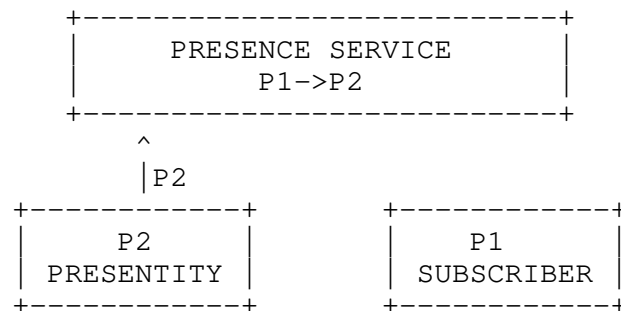 PRESENCE SERVICE
P1->P2
^
|P2
P2 P1
PRESENTITY SUBSCRIBER